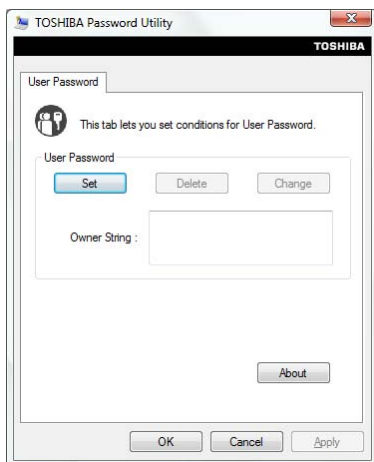 TOSHIBA Password Utility
TOSHIBA
User Password
This tab lets you set conditions for User Password.
User Password
Set Delete Change
Owner String :
About
OK Cancel Apply